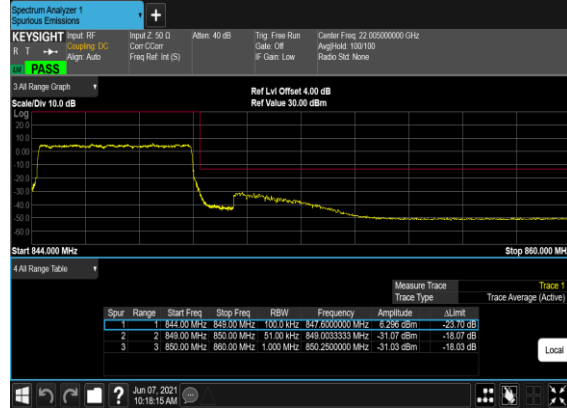 Spectrum Analyzer 1
Spurious Emissions
+
KEYSIGHT Input: RF Input Z: 50 Ω Atten: 40 dB Trig: Free Run Center Freq: 22.005000000 GHz
R T Coupling: DC Corr CCorr Gate: Off Avg|Hold: 100/100
Align: Auto Freq Ref: Int (S) IF Gain: Low Radio Std: None
PASS
3 All Range Graph
Ref Lvl Offset 4.00 dB
Scale/Div 10.0 dB Ref Value 30.00 dBm
Log
20.0
10.0
0.00
-10.0
-20.0
-30.0
-40.0
-50.0
-60.0
Start 844.000 MHz Stop 860.000 MH
4 All Range Table
Measure Trace Trace 1
Trace Type Trace Average (Active)
Spur Range Start Freq Stop Freq RBW Frequency Amplitude ΔLimit
1 1 844.00 MHz 849.00 MHz 100.0 kHz 847.6000000 MHz 6.296 dBm -23.70 dB
2 2 849.00 MHz 850.00 MHz 51.00 kHz 849.0033333 MHz -31.07 dBm -18.07 dB
3 3 850.00 MHz 860.00 MHz 1.000 MHz 850.2500000 MHz -31.03 dBm -18.03 dB
Local
? Jun 07, 2021
10:18:15 AM